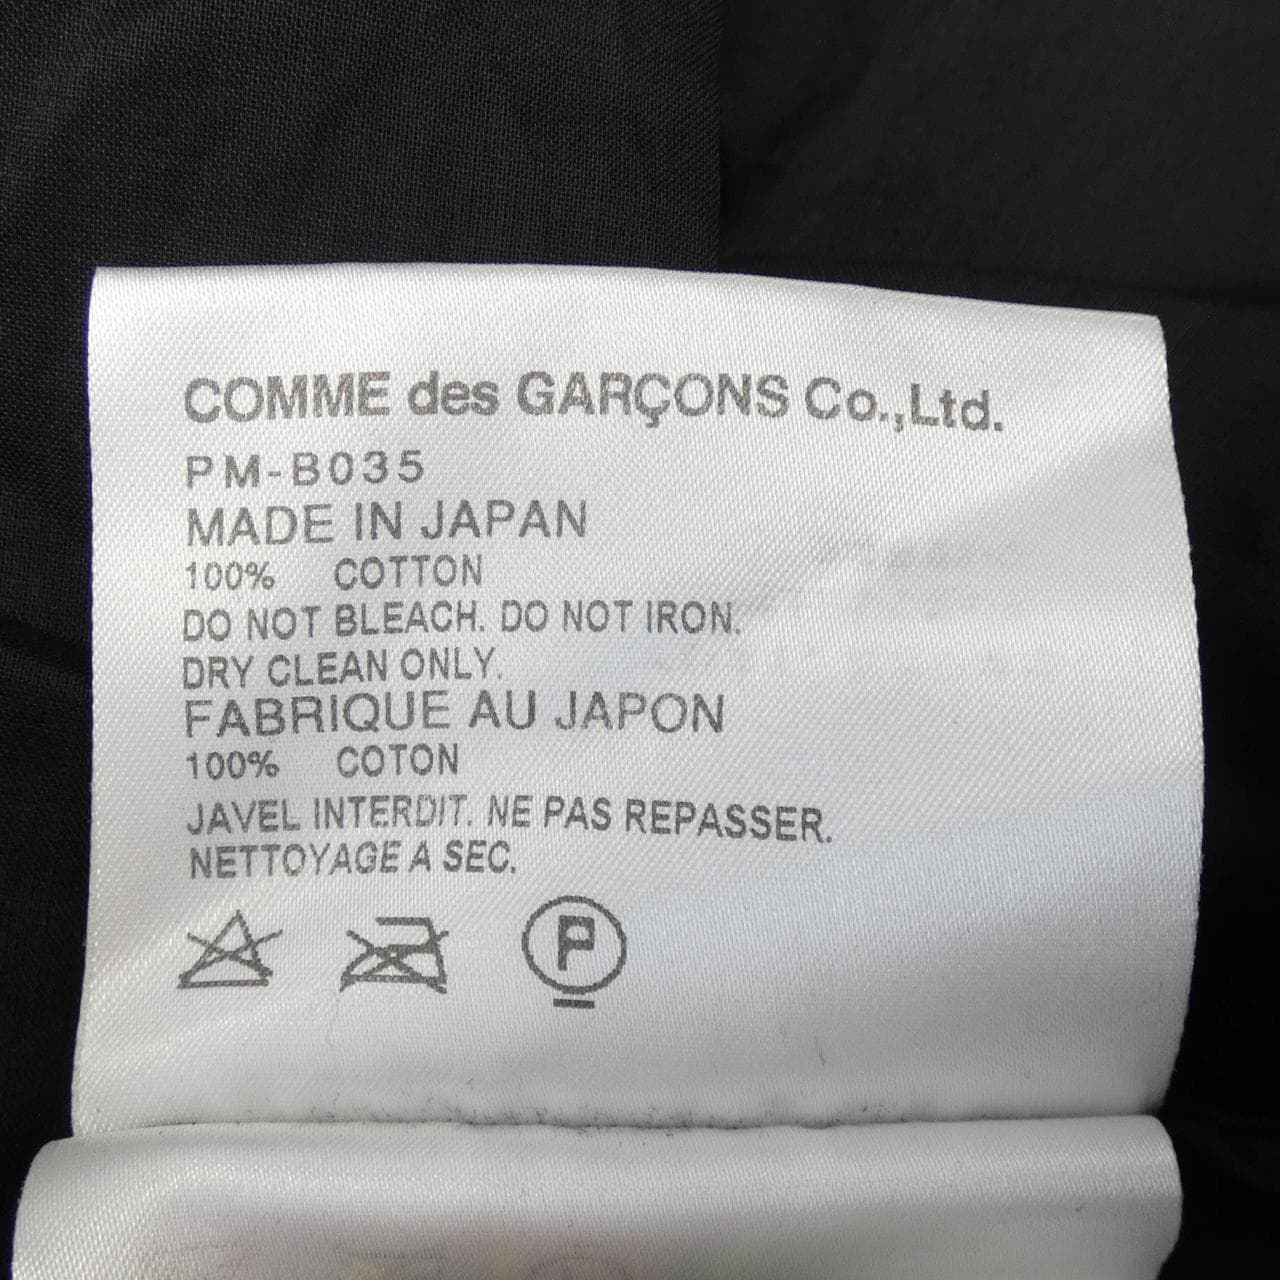 COMME des GARÇONS Co.,Ltd.
PM-B035
MADE IN JAPAN
100% COTTON
DO NOT BLEACH. DO NOT IRON.
DRY CLEAN ONLY.
FABRIQUE AU JAPON
100% COTON
JAVEL INTERDIT. NE PAS REPASSER.
NETTOYAGE A SEC.
P